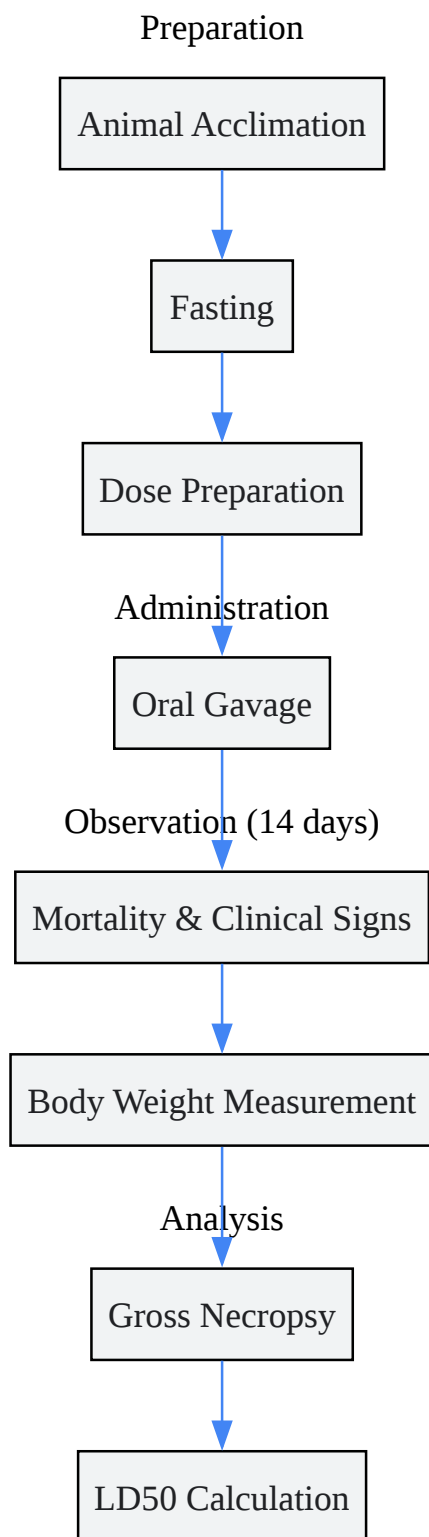 Preparation
Animal Acclimation
Fasting
Dose Preparation
Administration
Oral Gavage
Observation (14 days)
Mortality & Clinical Signs
Body Weight Measurement
Analysis
Gross Necropsy
LD50 Calculation